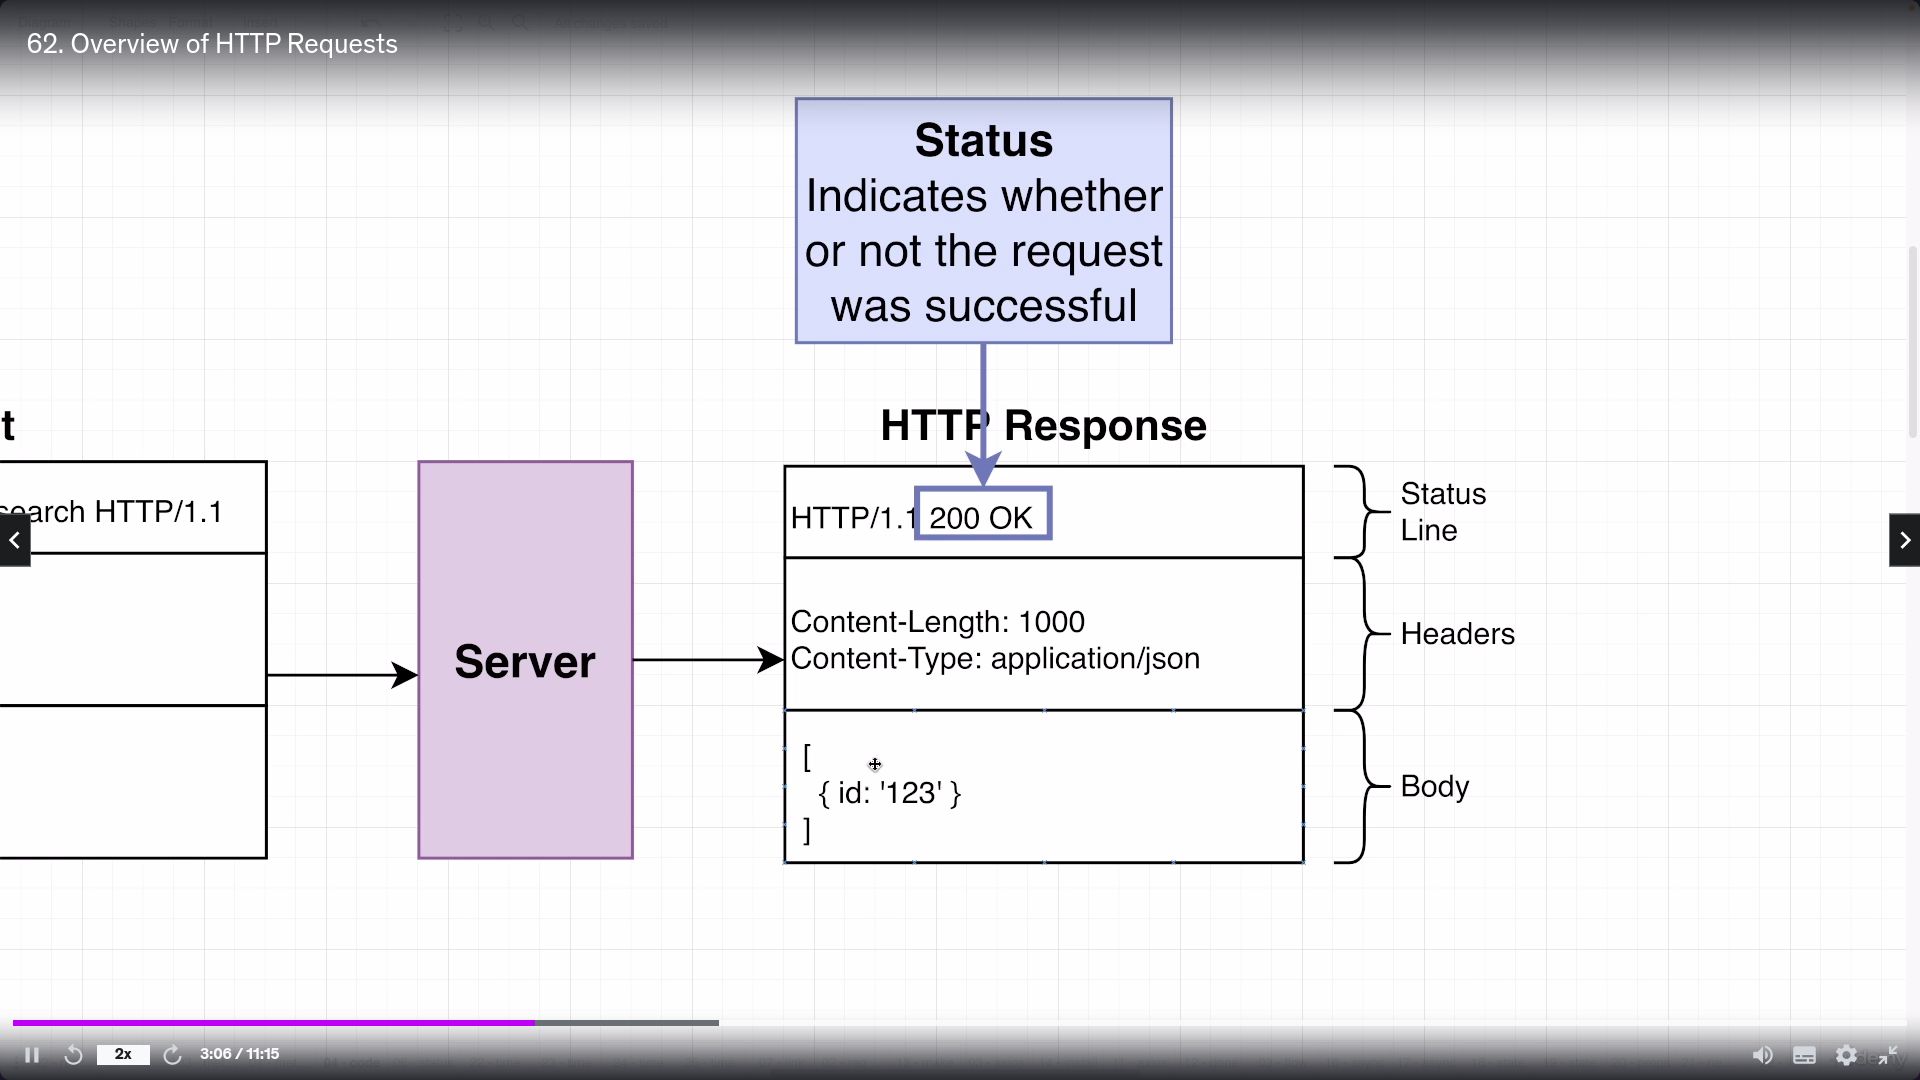 62. Overview of HTTP Requests
Status
Indicates whether
or not the request
was successful
t
HTTP Response
search HTTP/1.1
HTTP/1.1 200 OK
Status
Line
Server
Content-Length: 1000
Content-Type: application/json
Headers
[
{ id: '123' }
]
Body
2x
3:06 / 11:15